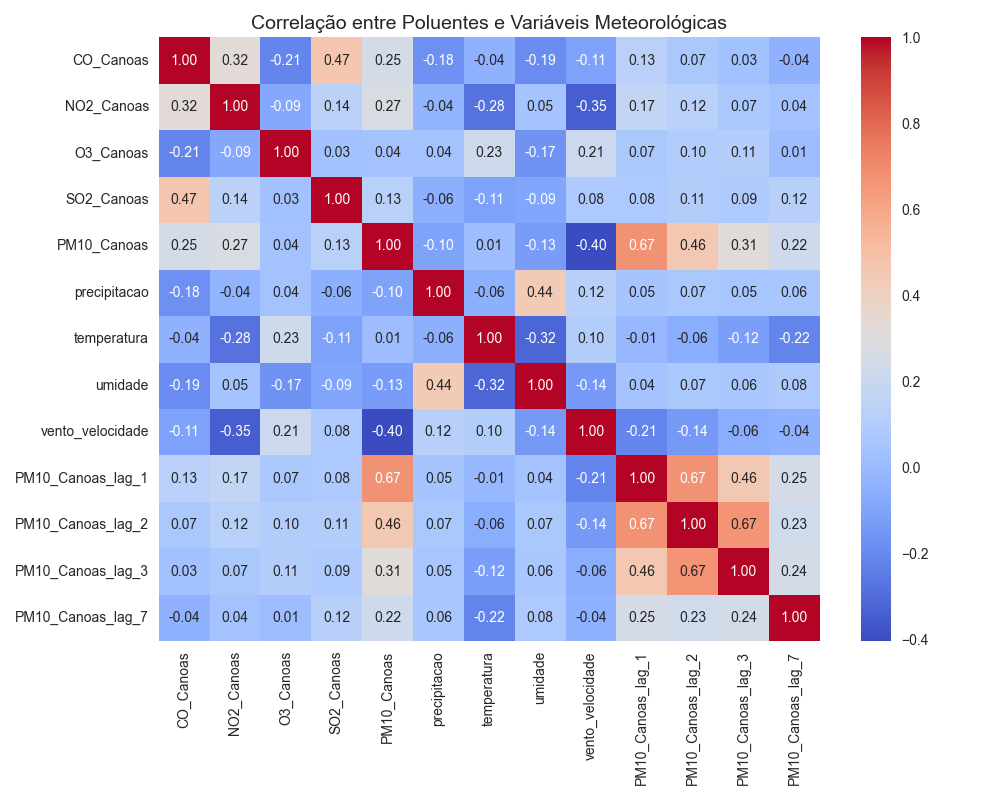 Correlação entre Poluentes e Variáveis Meteorológicas
CO_Canoas 1.00 0.32 -0.21 0.47 0.25 -0.18 -0.04 -0.19 -0.11 0.13 0.07 0.03 -0.04
NO2_Canoas 0.32 1.00 -0.09 0.14 0.27 -0.04 -0.28 0.05 -0.35 0.17 0.12 0.07 0.04
O3_Canoas -0.21 -0.09 1.00 0.03 0.04 0.04 0.23 -0.17 0.21 0.07 0.10 0.11 0.01
SO2_Canoas 0.47 0.14 0.03 1.00 0.13 -0.06 -0.11 -0.09 0.08 0.08 0.11 0.09 0.12
PM10_Canoas 0.25 0.27 0.04 0.13 1.00 -0.10 0.01 -0.13 -0.40 0.67 0.46 0.31 0.22
precipitacao -0.18 -0.04 0.04 -0.06 -0.10 1.00 -0.06 0.44 0.12 0.05 0.07 0.05 0.06
temperatura -0.04 -0.28 0.23 -0.11 0.01 -0.06 1.00 -0.32 0.10 -0.01 -0.06 -0.12 -0.22
umidade -0.19 0.05 -0.17 -0.09 -0.13 0.44 -0.32 1.00 -0.14 0.04 0.07 0.06 0.08
vento_velocidade -0.11 -0.35 0.21 0.08 -0.40 0.12 0.10 -0.14 1.00 -0.21 -0.14 -0.06 -0.04
PM10_Canoas_lag_1 0.13 0.17 0.07 0.08 0.67 0.05 -0.01 0.04 -0.21 1.00 0.67 0.46 0.25
PM10_Canoas_lag_2 0.07 0.12 0.10 0.11 0.46 0.07 -0.06 0.07 -0.14 0.67 1.00 0.67 0.23
PM10_Canoas_lag_3 0.03 0.07 0.11 0.09 0.31 0.05 -0.12 0.06 -0.06 0.46 0.67 1.00 0.24
PM10_Canoas_lag_7 -0.04 0.04 0.01 0.12 0.22 0.06 -0.22 0.08 -0.04 0.25 0.23 0.24 1.00
CO_Canoas
NO2_Canoas
O3_Canoas
SO2_Canoas
PM10_Canoas
precipitacao
temperatura
umidade
vento_velocidade
PM10_Canoas_lag_1
PM10_Canoas_lag_2
PM10_Canoas_lag_3
PM10_Canoas_lag_7
1.0
0.8
0.6
0.4
0.2
0.0
−0.2
−0.4